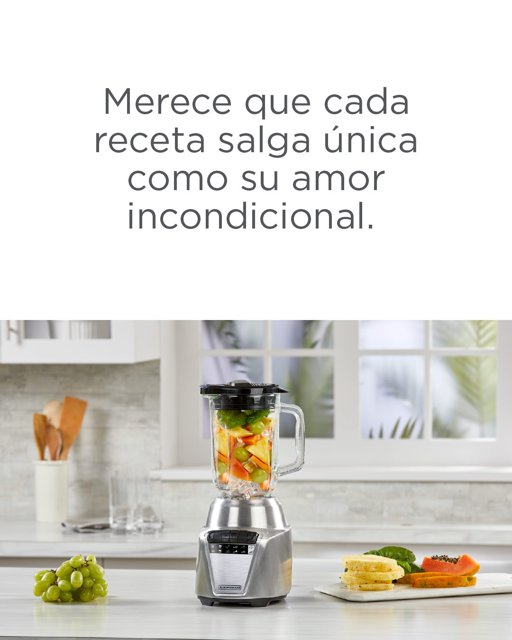 Merece que cada
receta salga única
como su amor
incondicional.